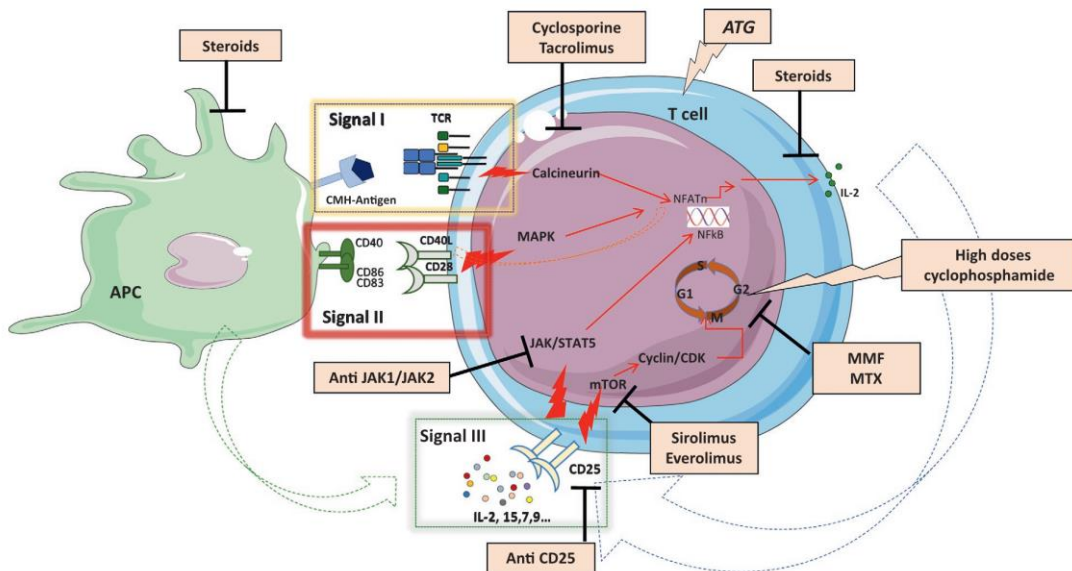 Steroids
Cyclosporine
Tacrolimus
ATG
Steroids
T cell
Signal I
TCR
CMH-Antigen
Calcineurin
NFATn
IL-2
NFkB
MAPK
CD40
CD40L
CD86
CD83
CD28
Signal II
APC
High doses
cyclophosphamide
S
G1
G2
M
JAK/STAT5
Cyclin/CDK
mTOR
Anti JAK1/JAK2
MMF
MTX
Sirolimus
Everolimus
Signal III
CD25
IL-2, 15,7,9...
Anti CD25